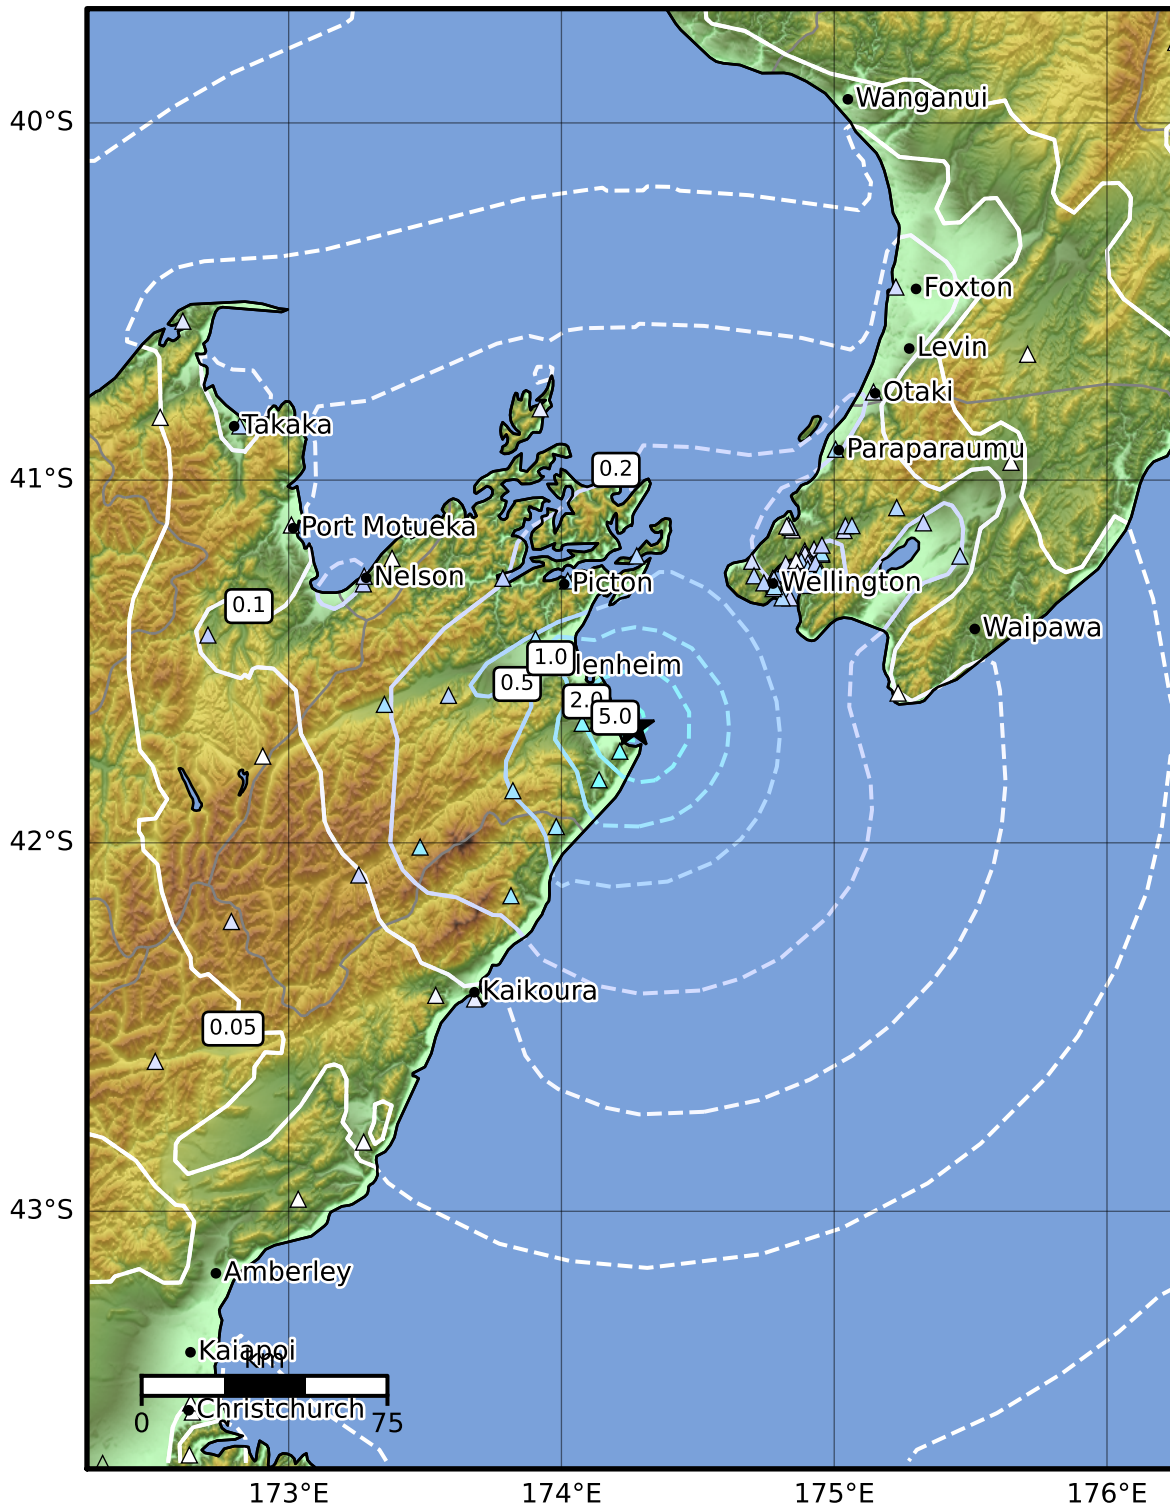 Wanganui
40°S
Foxton
Levin
Otaki
Takaka
Paraparaumu
0.2
41°S
Port Motueka
Nelson
Picton
Wellington
0.1
Waipawa
1.0
lenheim
0.5
2.0
5.0
42°S
Kaikoura
0.05
43°S
Amberley
Kaiapoi
km
Christchurch
0
75
173°E
174°E
175°E
176°E